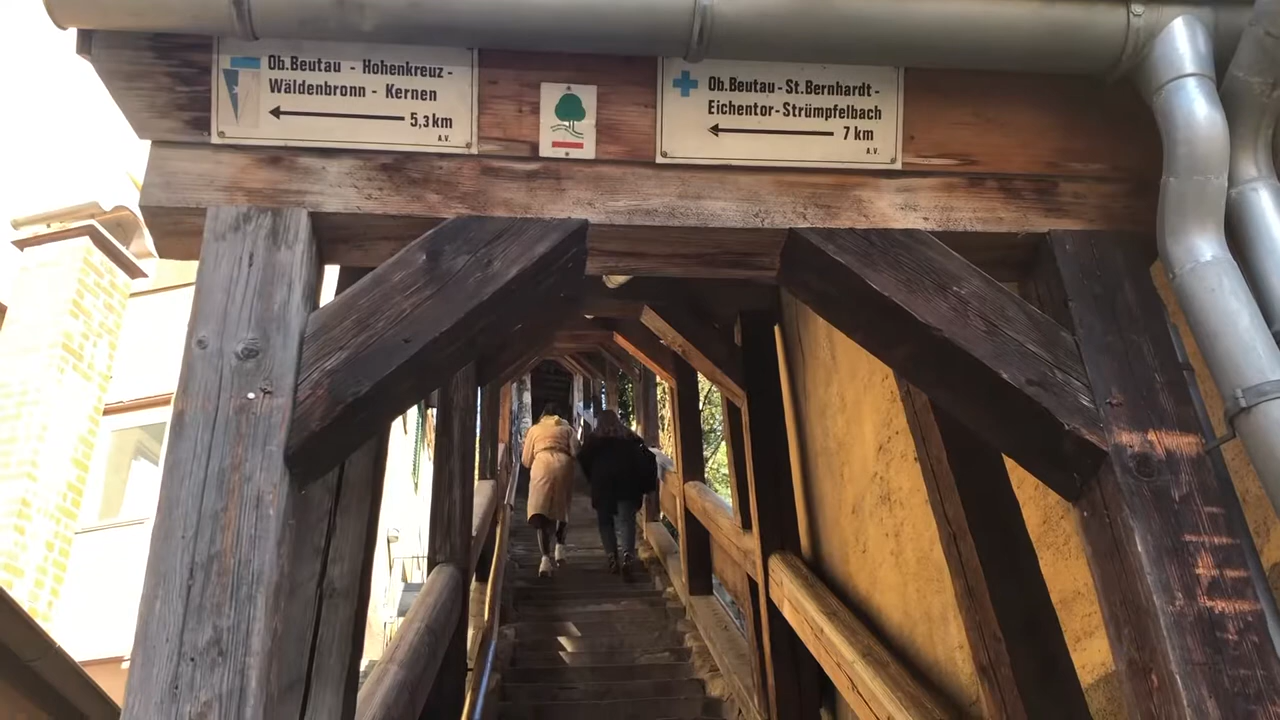 Ob.Beutau - Hohenkreuz -
Wäldenbronn - Kernen
5,3 km
A.V.
Ob.Beutau - St.Bernhardt -
Eichentor-Strümpfelbach
7 km
A.V.